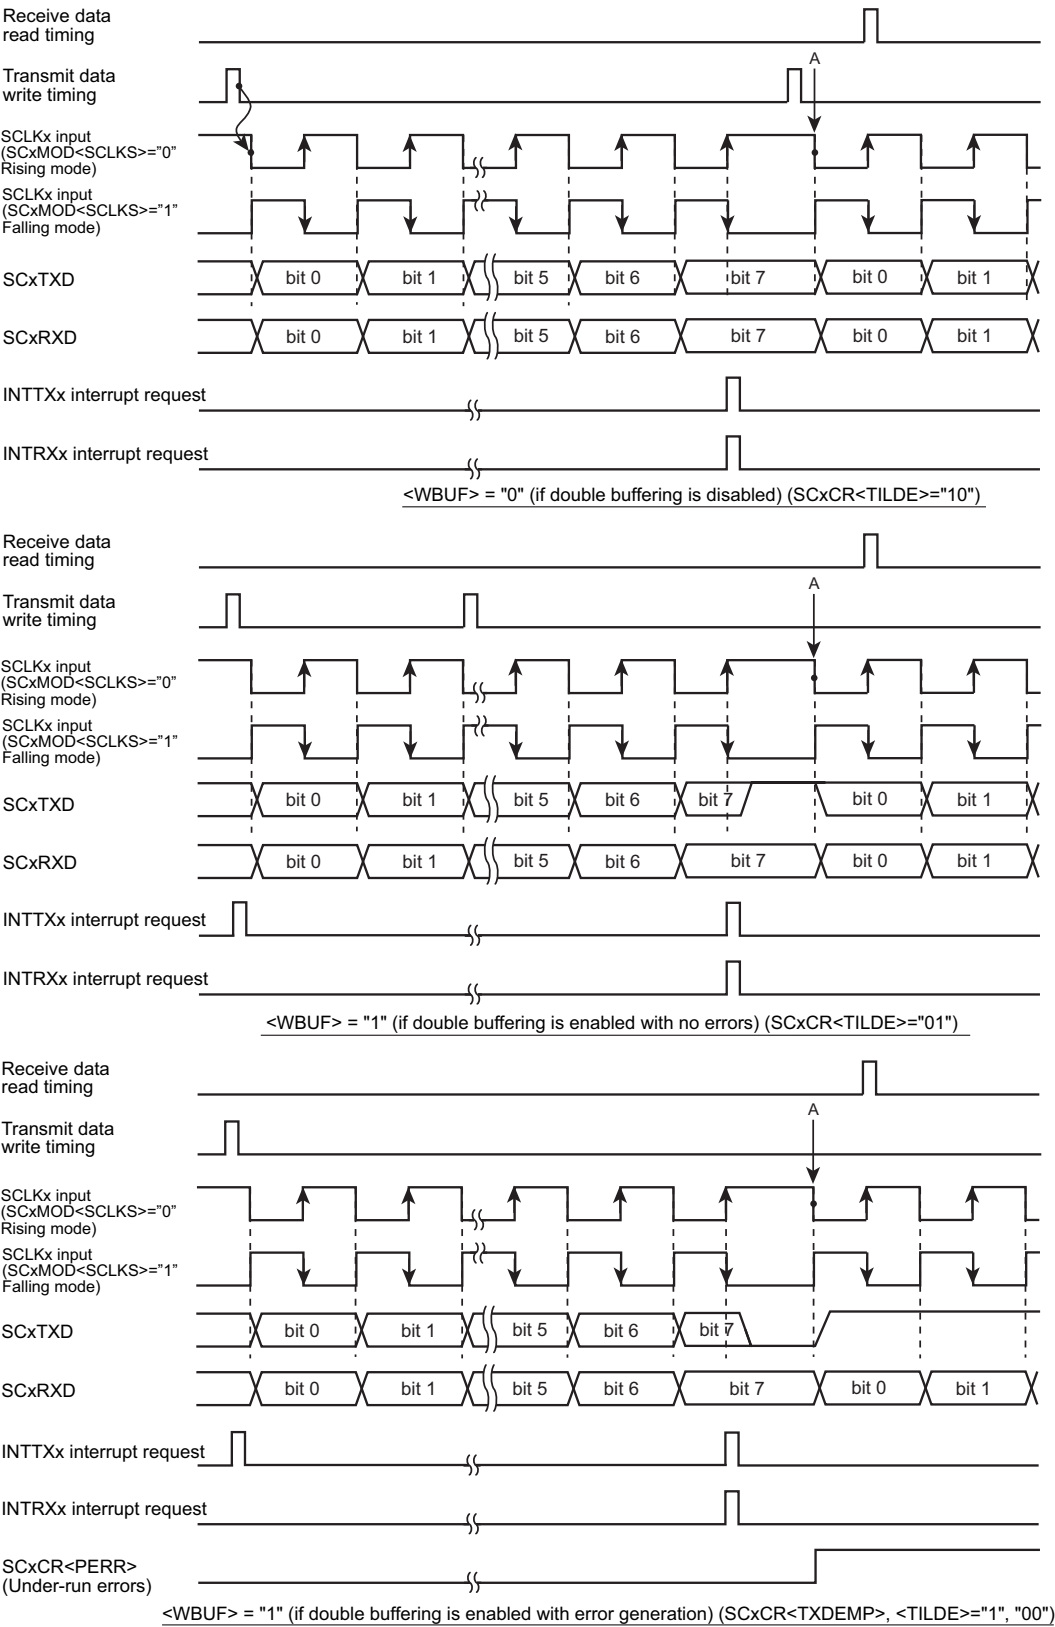 Receive data
read timing
Transmit data
write timing
A
SCLKx input
(SCxMOD<SCLKS>="0"
Rising mode)
SCLKx input
(SCxMOD<SCLKS>="1"
Falling mode)
SCxTXD
bit 0 bit 1 bit 5 bit 6 bit 7 bit 0 bit 1
SCxRXD
bit 0 bit 1 bit 5 bit 6 bit 7 bit 0 bit 1
INTTXx interrupt request
INTRXx interrupt request
<WBUF> = "0" (if double buffering is disabled) (SCxCR<TILDE>="10")
Receive data
read timing
A
Transmit data
write timing
SCLKx input
(SCxMOD<SCLKS>="0"
Rising mode)
SCLKx input
(SCxMOD<SCLKS>="1"
Falling mode)
SCxTXD
bit 0 bit 1 bit 5 bit 6 bit 7 bit 0 bit 1
SCxRXD
bit 0 bit 1 bit 5 bit 6 bit 7 bit 0 bit 1
INTTXx interrupt request
INTRXx interrupt request
<WBUF> = "1" (if double buffering is enabled with no errors) (SCxCR<TILDE>="01")
Receive data
read timing
A
Transmit data
write timing
SCLKx input
(SCxMOD<SCLKS>="0"
Rising mode)
SCLKx input
(SCxMOD<SCLKS>="1"
Falling mode)
SCxTXD
bit 0 bit 1 bit 5 bit 6 bit 7
SCxRXD
bit 0 bit 1 bit 5 bit 6 bit 7 bit 0 bit 1
INTTXx interrupt request
INTRXx interrupt request
SCxCR<PERR>
(Under-run errors)
<WBUF> = "1" (if double buffering is enabled with error generation) (SCxCR<TXDEMP>, <TILDE>="1", "00")